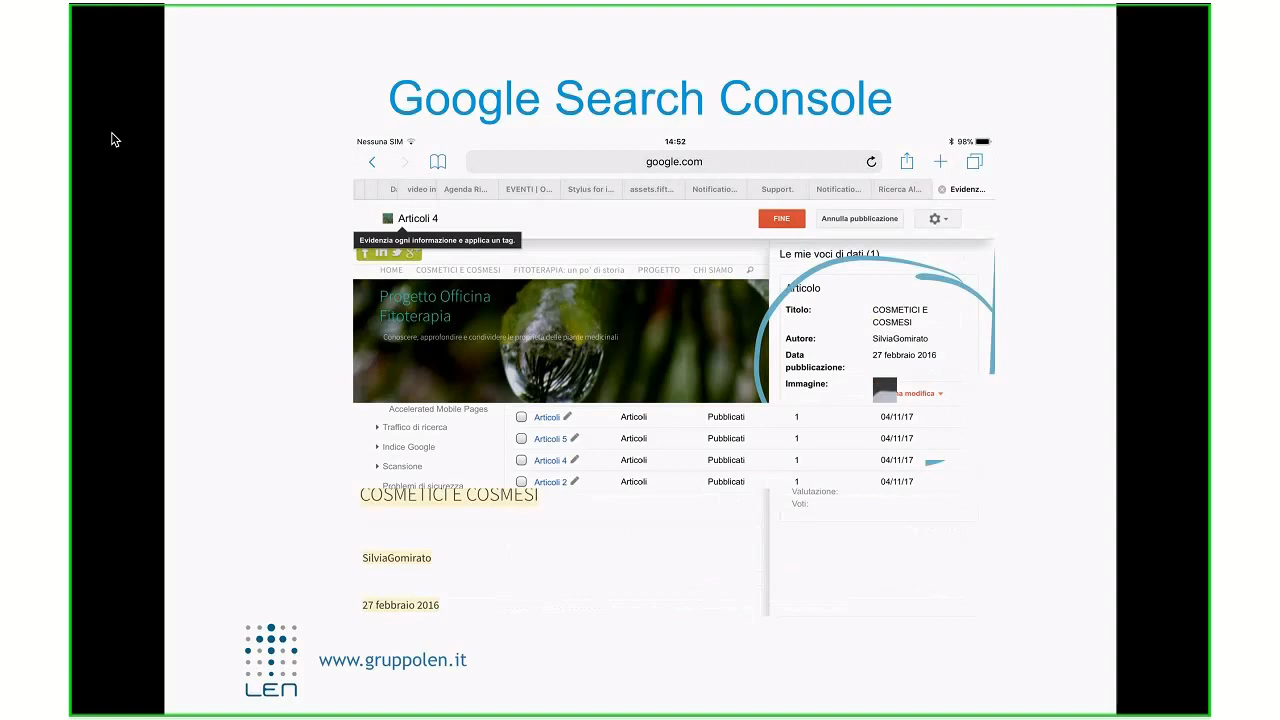 Google Search Console
Nessuna SIM 14:52 98%
google.com
video in Agenda Ri... EVENTI | O... Stylus for i... assets.fift... Notificatio... Support. Notificatio... Ricerca Al... Evidenz...
Articoli 4 FINE Annulla pubblicazione
Evidenzia ogni informazione e applica un tag.
Le mie voci di dati (1)
HOME COSMETICI E COSMESI FITOTERAPIA: un po' di storia PROGETTO CHI SIAMO
Progetto Officina
Fitoterapia
Conoscere, approfondire e condividere le proprietà delle piante medicinali
Articolo
Titolo: COSMETICI E
COSMESI
Autore: SilviaGomirato
Data
pubblicazione: 27 febbraio 2016
Immagine:
na modifica
Accelerated Mobile Pages
Traffico di ricerca
Indice Google
Scansione
Problemi di sicurezza
Articoli Articoli Pubblicati 1 04/11/17
Articoli 5 Articoli Pubblicati 1 04/11/17
Articoli 4 Articoli Pubblicati 1 04/11/17
Articoli 2 Articoli Pubblicati 1 04/11/17
COSMETICI E COSMESI
Valutazione:
Voti:
SilviaGomirato
27 febbraio 2016
LEN
www.gruppolen.it